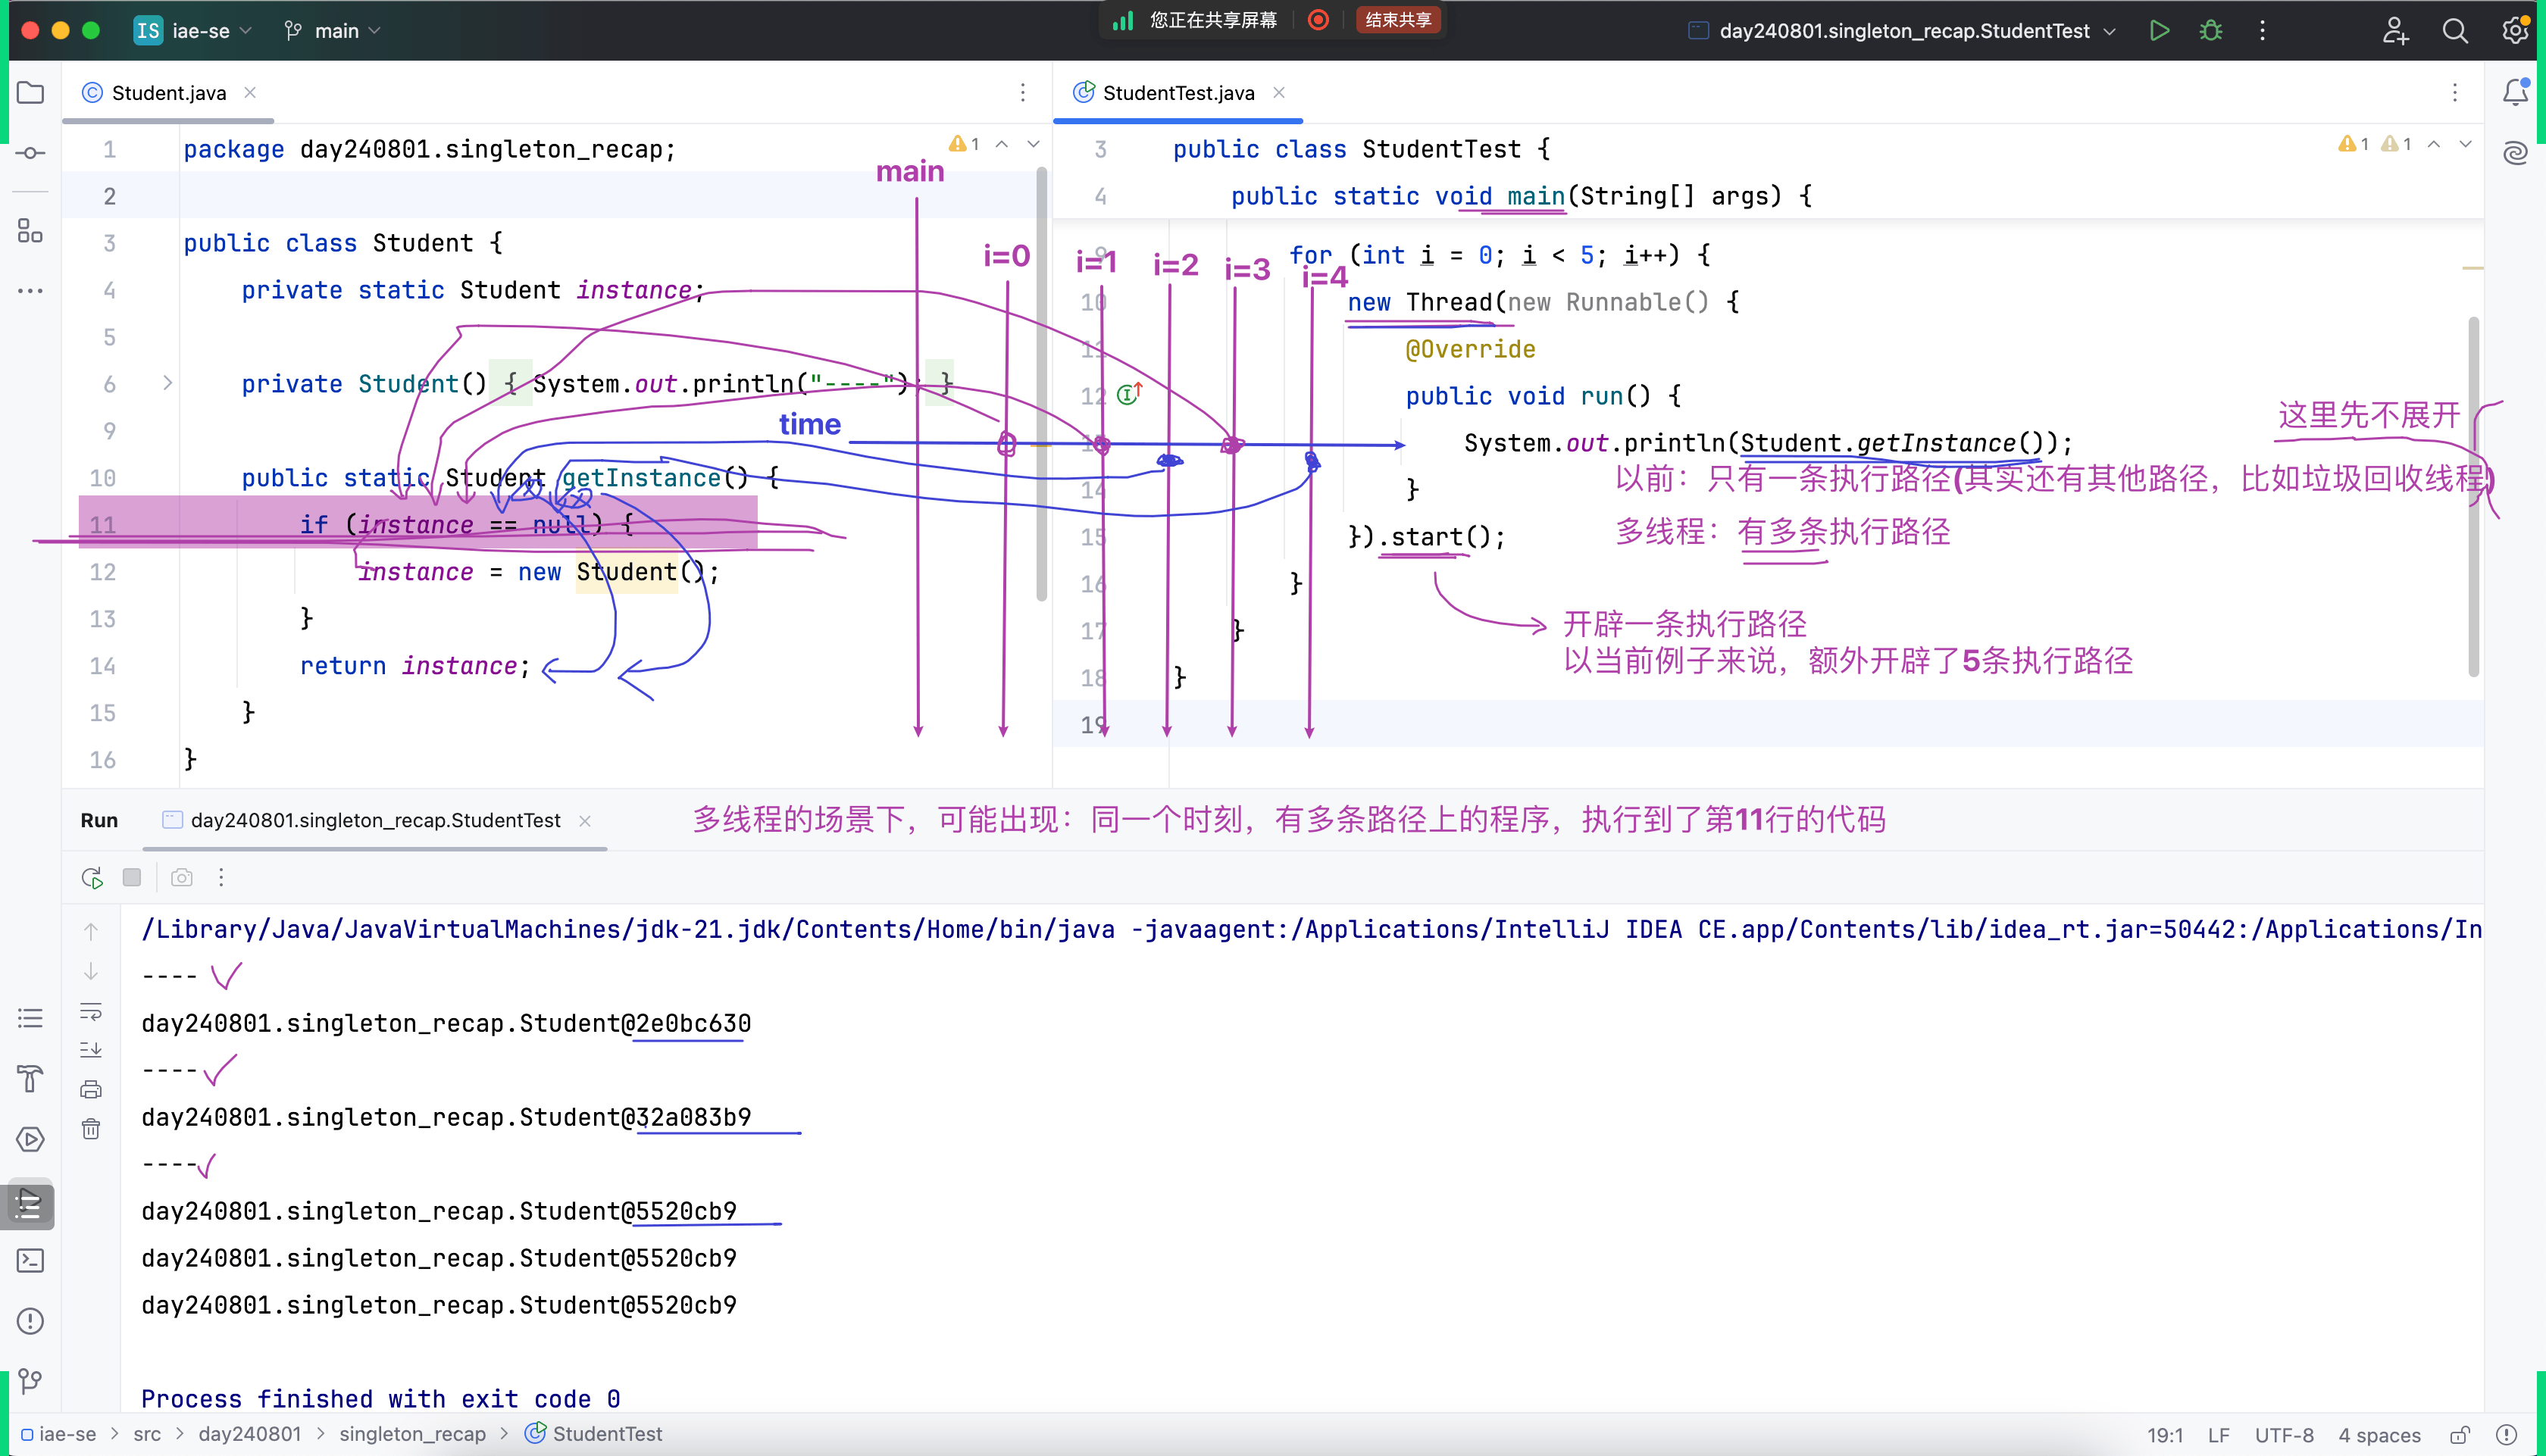 IS iae-se main
您正在共享屏幕 结束共享
day240801.singleton_recap.StudentTest
Student.java
1 package day240801.singleton_recap;
2
3 public class Student {
4 private static Student instance;
5
6 private Student() { System.out.println("----"); }
9
10 public static Student getInstance() {
11 if (instance == null) {
12 instance = new Student();
13 }
14 return instance;
15 }
16 }
1
main
time
i=0
i=1
i=2
i=3
i=4
StudentTest.java
1 1
3 public class StudentTest {
4 public static void main(String[] args) {
9 for (int i = 0; i < 5; i++) {
10 new Thread(new Runnable() {
11 @Override
12 public void run() {
13 System.out.println(Student.getInstance());
14 }
15 }).start();
16 }
17 }
18 }
19
这里先不展开
以前：只有一条执行路径(其实还有其他路径，比如垃圾回收线程)
多线程：有多条执行路径
开辟一条执行路径
以当前例子来说，额外开辟了5条执行路径
Run day240801.singleton_recap.StudentTest
多线程的场景下，可能出现：同一个时刻，有多条路径上的程序，执行到了第11行的代码
/Library/Java/JavaVirtualMachines/jdk-21.jdk/Contents/Home/bin/java -javaagent:/Applications/IntelliJ IDEA CE.app/Contents/lib/idea_rt.jar=50442:/Applications/In
----
day240801.singleton_recap.Student@2e0bc630
----
day240801.singleton_recap.Student@32a083b9
----
day240801.singleton_recap.Student@5520cb9
day240801.singleton_recap.Student@5520cb9
day240801.singleton_recap.Student@5520cb9
Process finished with exit code 0
iae-se > src > day240801 > singleton_recap > StudentTest
19:1 LF UTF-8 4 spaces